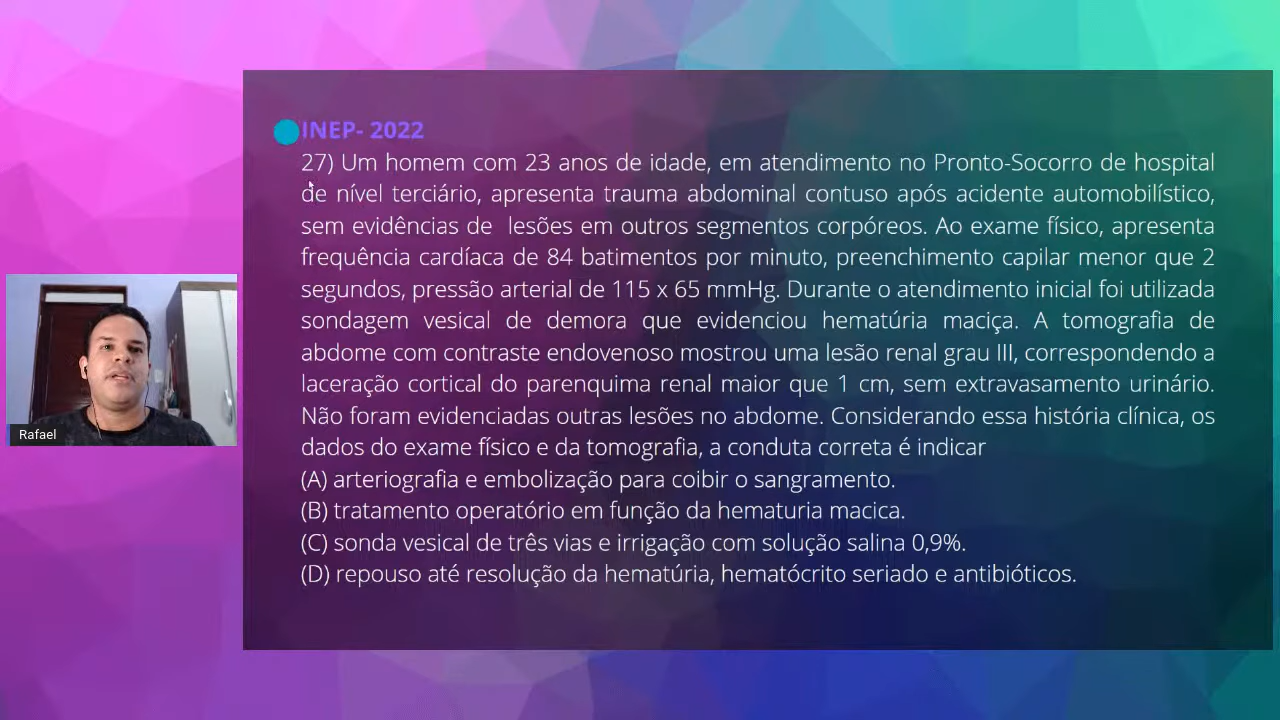 INEP- 2022
27) Um homem com 23 anos de idade, em atendimento no Pronto-Socorro de hospital
de nível terciário, apresenta trauma abdominal contuso após acidente automobilístico,
sem evidências de lesões em outros segmentos corpóreos. Ao exame físico, apresenta
frequência cardíaca de 84 batimentos por minuto, preenchimento capilar menor que 2
segundos, pressão arterial de 115 x 65 mmHg. Durante o atendimento inicial foi utilizada
sondagem vesical de demora que evidenciou hematúria maciça. A tomografia de
abdome com contraste endovenoso mostrou uma lesão renal grau III, correspondendo a
laceração cortical do parenquima renal maior que 1 cm, sem extravasamento urinário.
Não foram evidenciadas outras lesões no abdome. Considerando essa história clínica, os
dados do exame físico e da tomografia, a conduta correta é indicar
(A) arteriografia e embolização para coibir o sangramento.
(B) tratamento operatório em função da hematuria macica.
(C) sonda vesical de três vias e irrigação com solução salina 0,9%.
(D) repouso até resolução da hematúria, hematócrito seriado e antibióticos.
Rafael